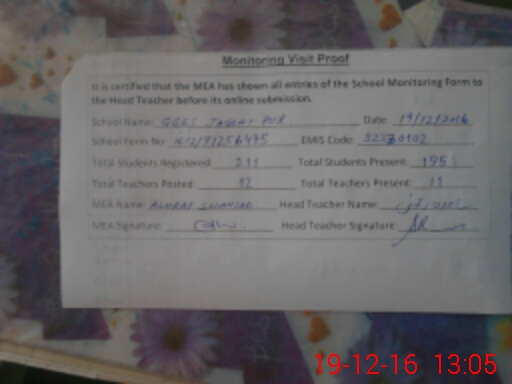 Monitoring Visit Proof
It is certified that the MEA has shown all entries of the School Monitoring Form to
the Head Teacher before its online submission.
School Name: GGES JAGAT PUR. Date: 19/12/2016
School Form No EMIS Code:
Total Students Registered: 211 Total Students Present: 195
Total Teachers Posted: 12 Total Teachers Present: 11
MEA Name: Head Teacher Name:
MEA Signature: Head Teacher Signature:
19-12-16 13:05